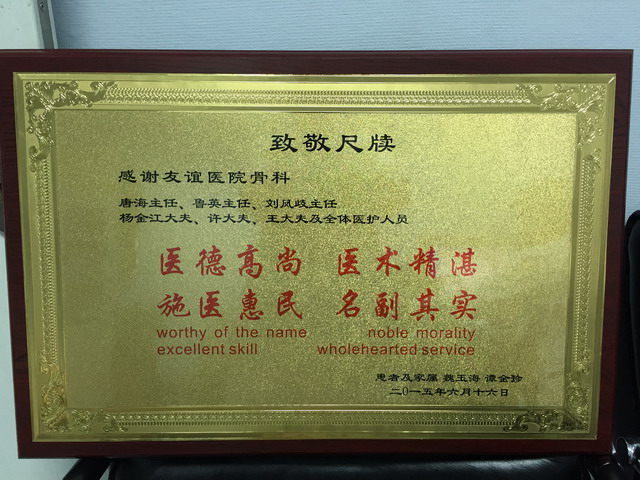 致敬尺牍
感谢友谊医院骨科
唐海主任、鲁英主任、刘风歧主任
杨金江大夫、许大夫、王大夫及全体医护人员
医德高尚 医术精湛
施医惠民 名副其实
worthy of the name noble morality
excellent skill wholehearted service
患者及家属 魏玉海 谭金玲
二〇一五年六月十六日